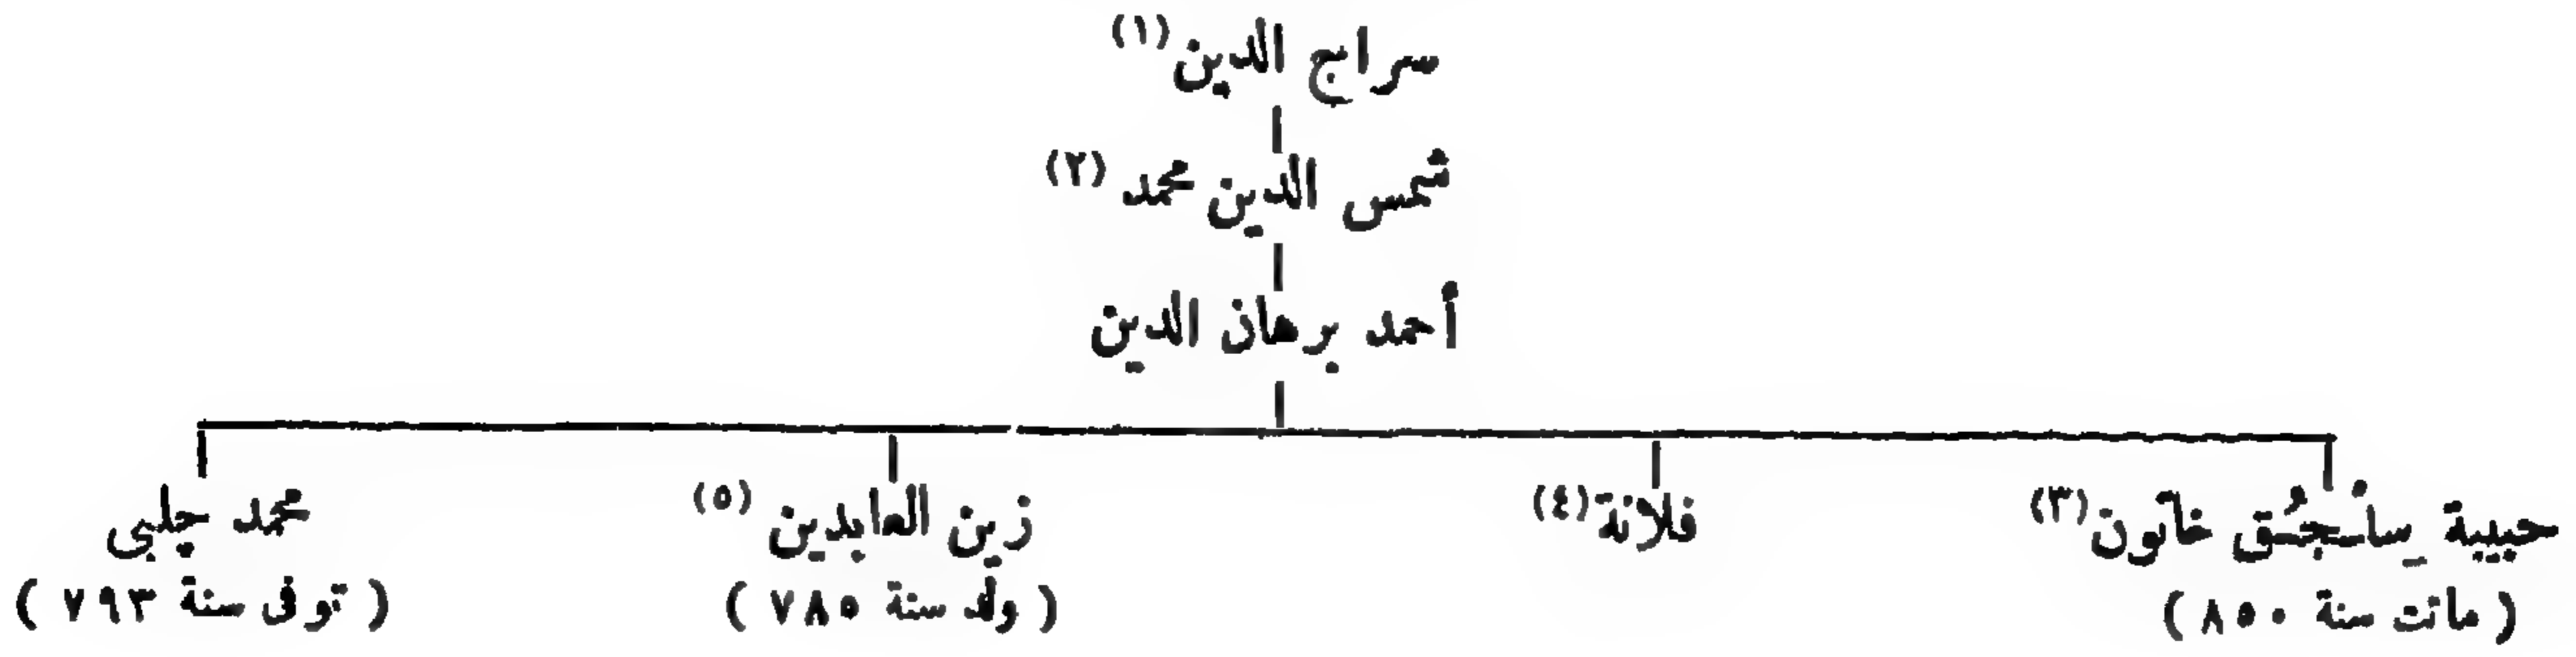 سراج الدين (١)
شمس الدين محمد (٢)
أحمد برهان الدين
حبيبة سلْجُق خاتون (٣)
(ماتت سنة ٨٥٠)
فلانة (٤)
زين العابدين (٥)
(ولد سنة ٧٨٥)
محمد چلبى
(توفى سنة ٧٩٣)